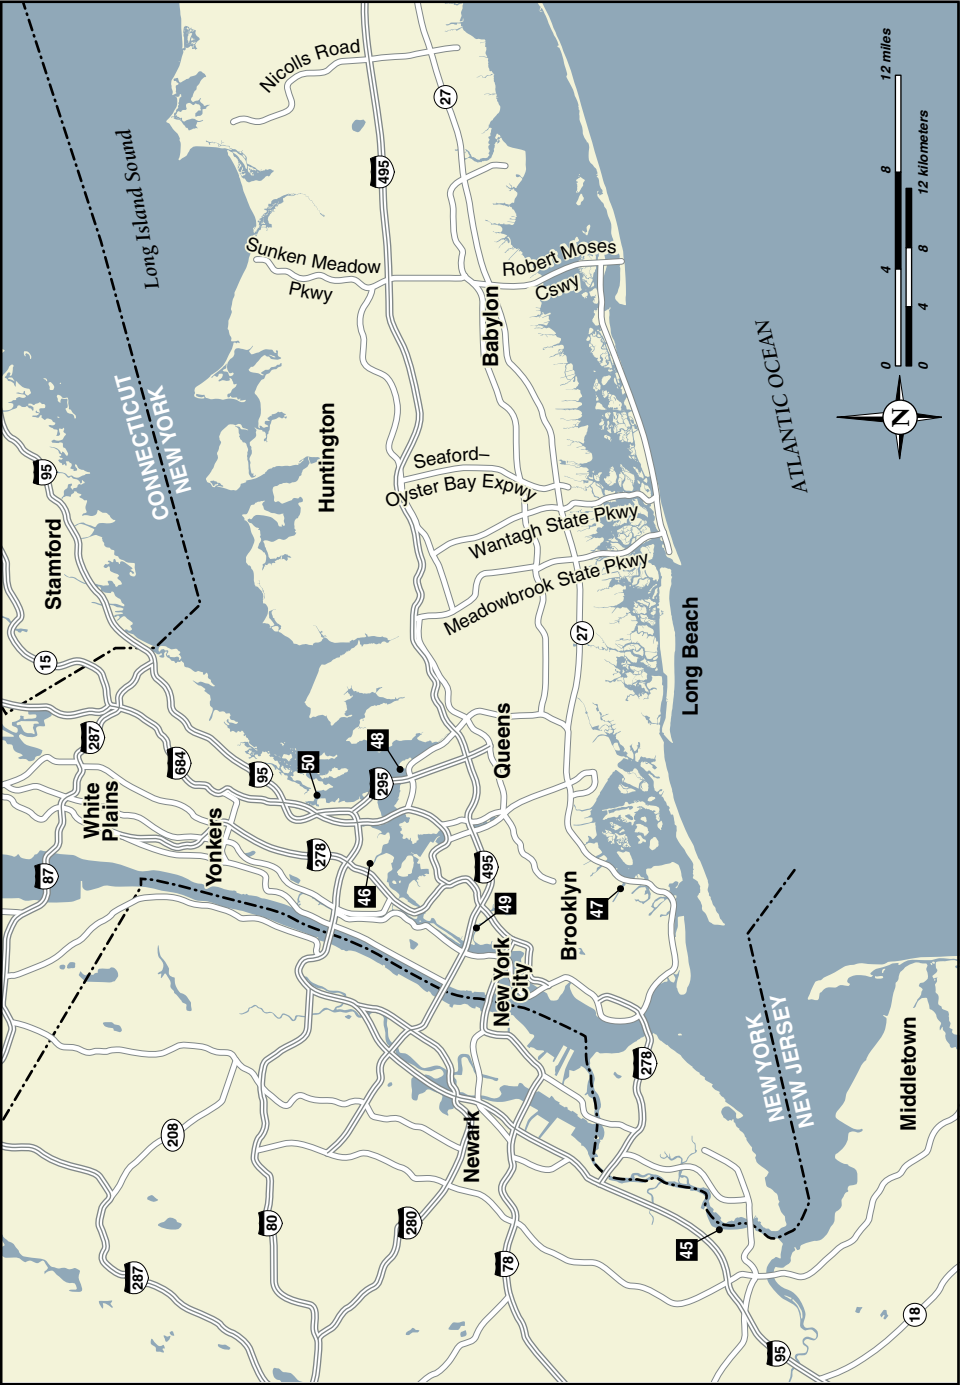 Nicolls Road
27
495
Long Island Sound
Sunken Meadow
Pkwy
Robert Moses
Cswy
Babylon
12 miles
8
4
0
12 kilometers
8
4
0
N
ATLANTIC OCEAN
CONNECTICUT
NEW YORK
95
Stamford
Huntington
Seaford–
Oyster Bay Expwy
Wantagh State Pkwy
Meadowbrook State Pkwy
27
15
Long Beach
287
684
95
50
48
295
Queens
White
Plains
Yonkers
278
87
46
495
49
47
Brooklyn
New York
City
278
NEW YORK
NEW JERSEY
Middletown
Newark
208
80
280
287
78
45
95
18